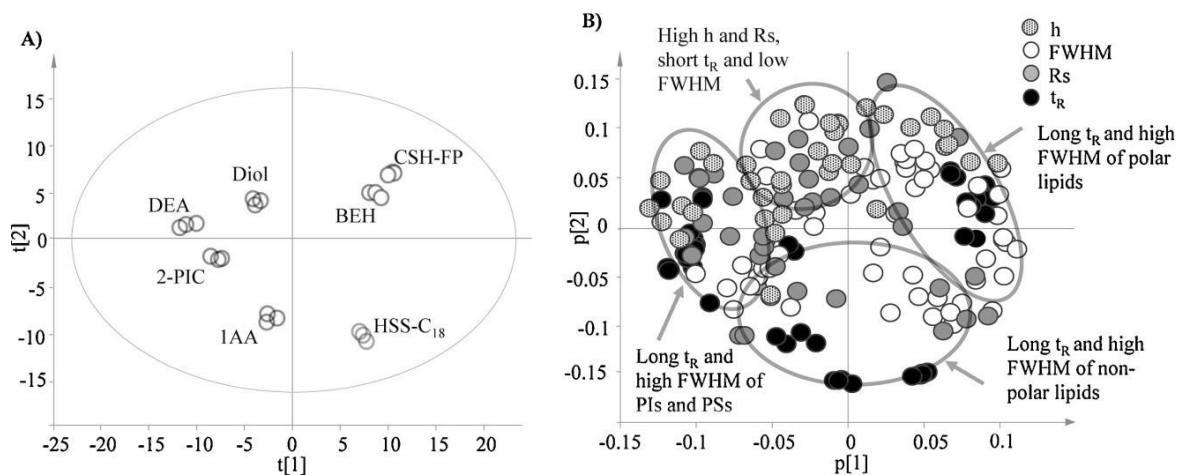 A)
t[2]
15
10
5
0
-5
-10
-15
-25
-20
-15
-10
-5
0
5
10
15
20
t[1]
DEA
Diol
2-PIC
1AA
BEH
CSH-FP
HSS-C18
B)
High h and Rs,
short tR and low
FWHM
h
FWHM
Rs
tR
Long tR and
high FWHM
of polar
lipids
p[2]
0.15
0.10
0.05
0
-0.05
-0.1
-0.15
Long tR and
high FWHM of
PIs and PSs
Long tR and high
FWHM of non-
polar lipids
-0.15
-0.1
-0.05
0
0.05
0.1
p[1]